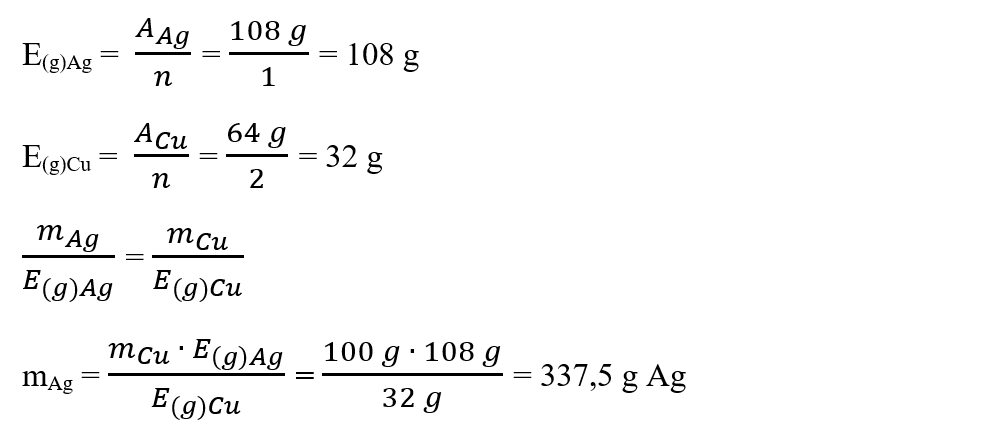 E(g)Ag = A_Ag / n = 108 g / 1 = 108 g
E(g)Cu = A_Cu / n = 64 g / 2 = 32 g
m_Ag / E(g)Ag = m_Cu / E(g)Cu
m_Ag = m_Cu · E(g)Ag / E(g)Cu = 100 g · 108 g / 32 g = 337,5 g Ag